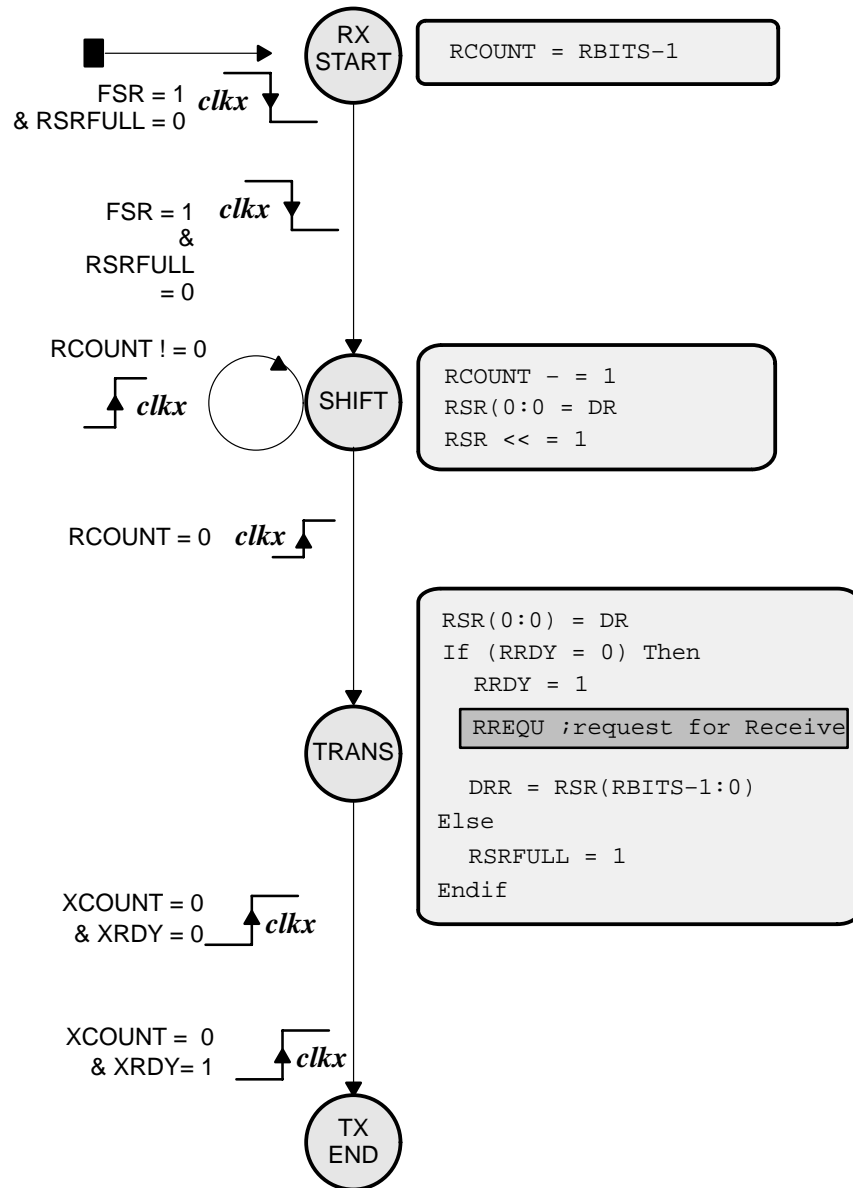 RX
START
RCOUNT = RBITS–1
FSR = 1
& RSRFULL = 0
clkx
FSR = 1
&
RSRFULL
= 0
clkx
RCOUNT ! = 0
clkx
SHIFT
RCOUNT – = 1
RSR(0:0 = DR
RSR << = 1
RCOUNT = 0
clkx
TRANS
RSR(0:0) = DR
If (RRDY = 0) Then
RRDY = 1
RREQU ;request for Receive
DRR = RSR(RBITS–1:0)
Else
RSRFULL = 1
Endif
XCOUNT = 0
& XRDY = 0
clkx
XCOUNT = 0
& XRDY= 1
clkx
TX
END